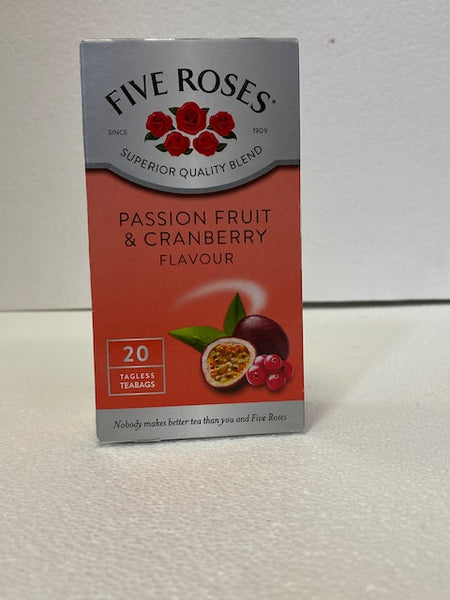 FIVE ROSES®
SINCE 1909
SUPERIOR QUALITY BLEND
PASSION FRUIT
& CRANBERRY
FLAVOUR
20
TAGLESS
TEABAGS
Nobody makes better tea than you and Five Roses